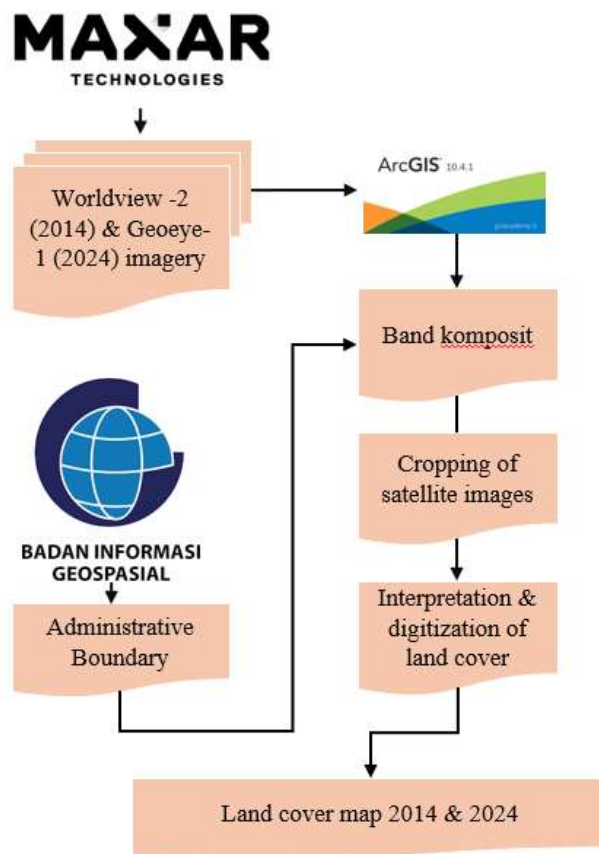 MAXAR
TECHNOLOGIES
Worldview -2
(2014) & Geoeye-
1 (2024) imagery
ArcGIS 10.4.1
Band komposit
Cropping of
satellite images
BADAN INFORMASI
GEOSPASIAL
Administrative
Boundary
Interpretation &
digitization of
land cover
Land cover map 2014 & 2024